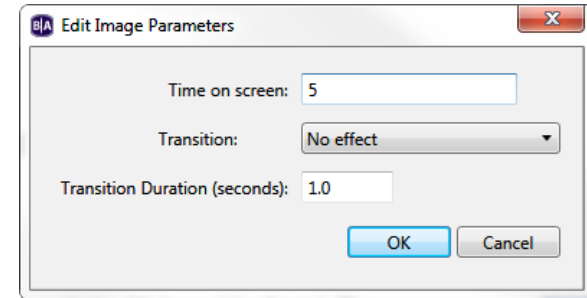 B|A Edit Image Parameters
Time on screen: 5
Transition: No effect
Transition Duration (seconds): 1.0
OK Cancel